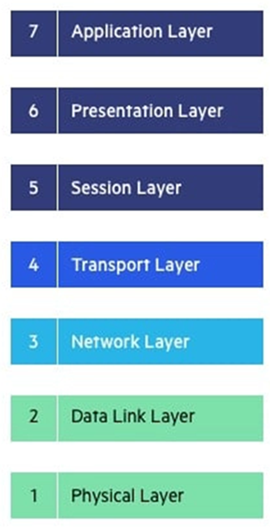 7 Application Layer
6 Presentation Layer
5 Session Layer
4 Transport Layer
3 Network Layer
2 Data Link Layer
1 Physical Layer